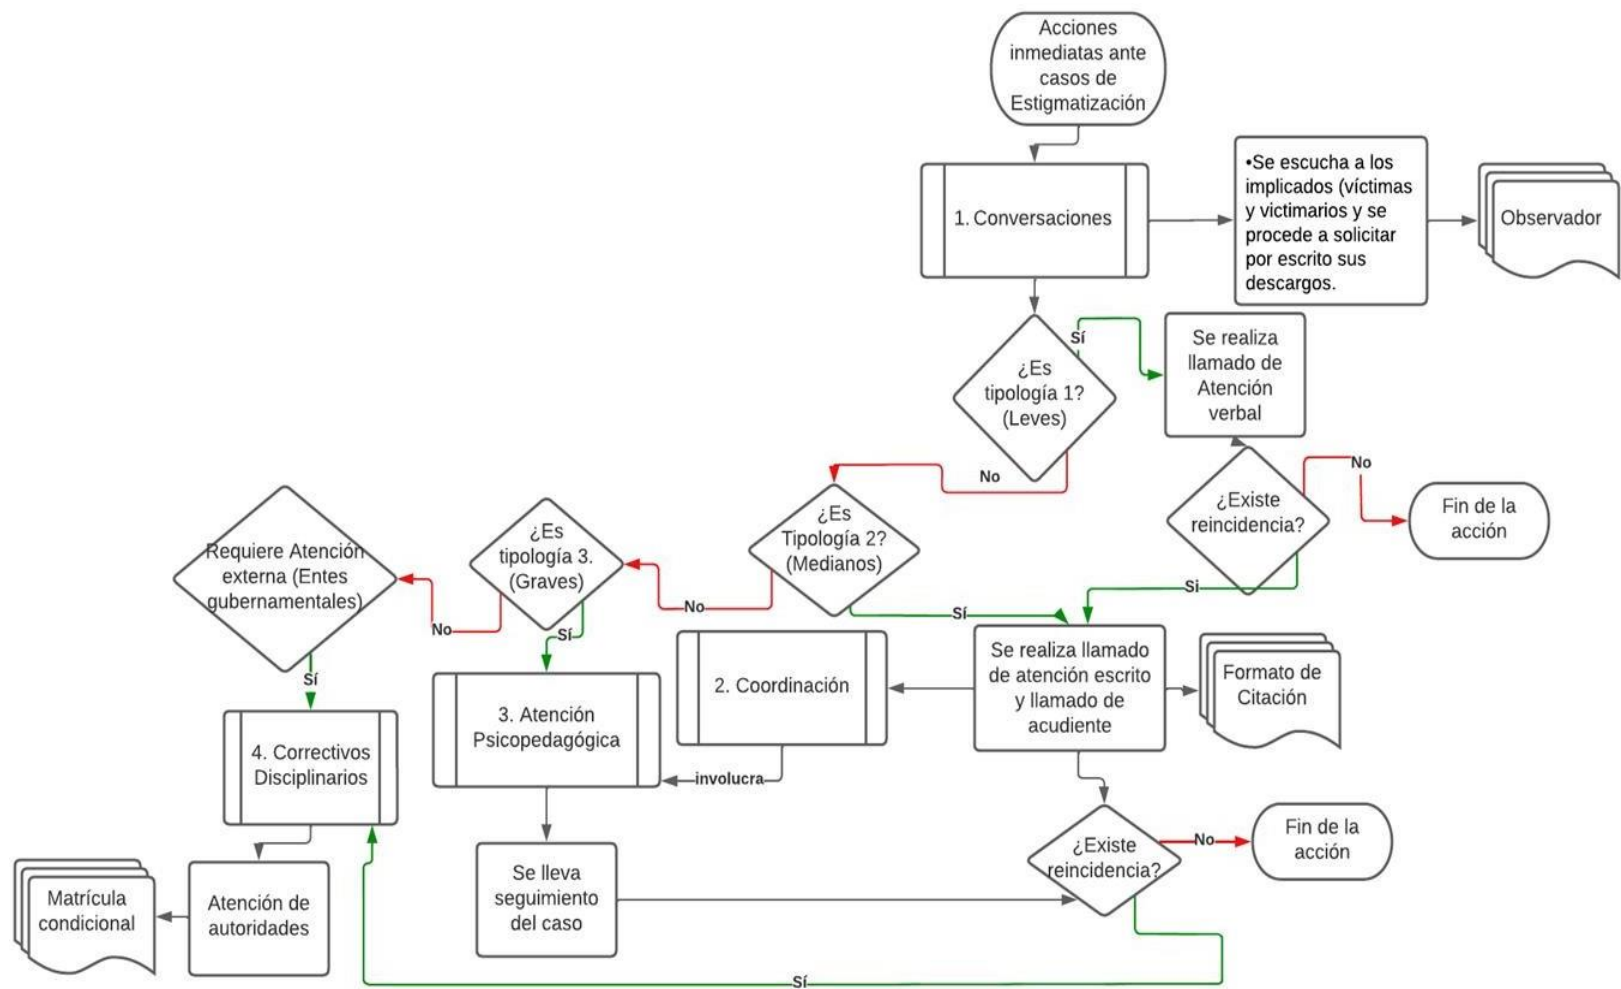 Acciones
inmediatas ante
casos de
Estigmatización
1. Conversaciones
•Se escucha a los
implicados (víctimas
y victimarios y se
procede a solicitar
por escrito sus
descargos.
Observador
¿Es
tipología 1?
(Leves)
Sí
Se realiza
llamado de
Atención
verbal
No
¿Existe
reincidencia?
No
Fin de la
acción
Si
¿Es
Tipología 2?
(Medianos)
Sí
No
¿Es
tipología 3.
(Graves)
Sí
No
Requiere Atención
externa (Entes
gubernamentales)
Sí
Se realiza llamado
de atención escrito
y llamado de
acudiente
Formato de
Citación
2. Coordinación
involucra
3. Atención
Psicopedagógica
4. Correctivos
Disciplinarios
Se lleva
seguimiento
del caso
¿Existe
reincidencia?
No
Fin de la
acción
Sí
Atención de
autoridades
Matrícula
condicional